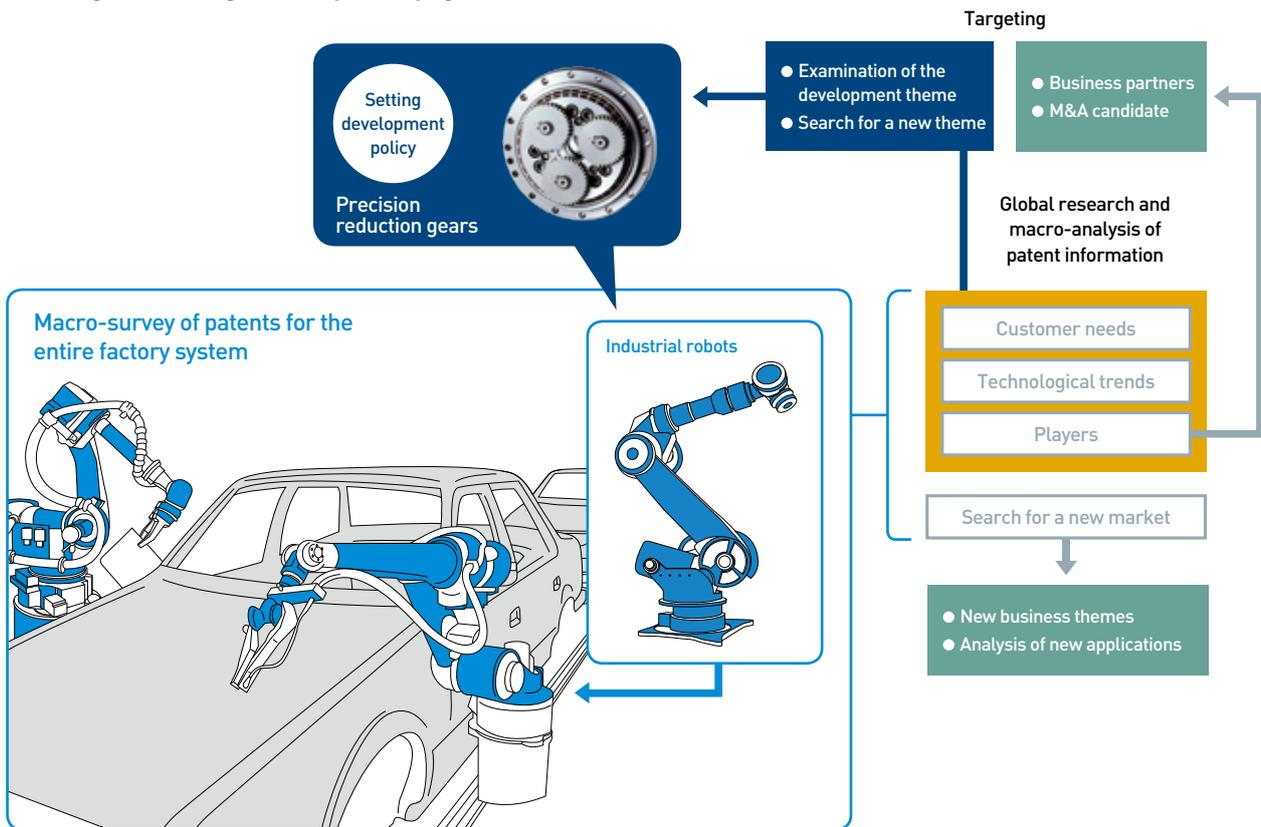 Targeting
Setting
development
policy
Precision
reduction gears
● Examination of the
development theme
● Search for a new theme
● Business partners
● M&A candidate
Global research and
macro-analysis of
patent information
Macro-survey of patents for the
entire factory system
Industrial robots
Customer needs
Technological trends
Players
Search for a new market
● New business themes
● Analysis of new applications